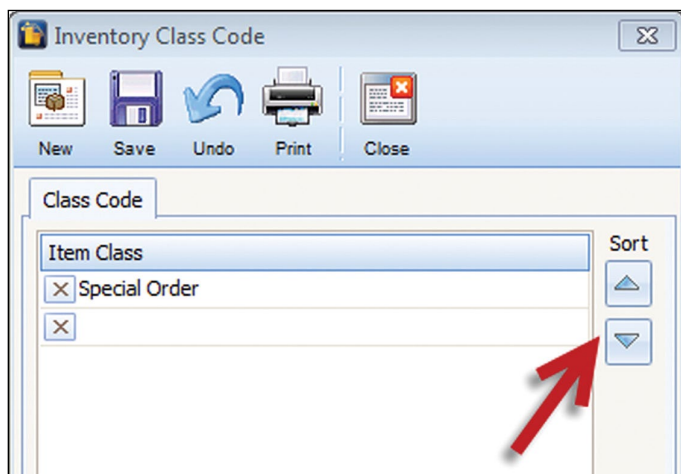 Inventory Class Code
New Save Undo Print Close
Class Code
Item Class
Sort
Special Order